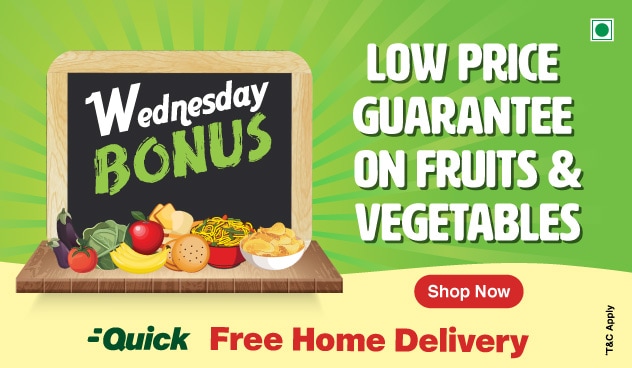 Wednesday
BONUS
LOW PRICE
GUARANTEE
ON FRUITS &
VEGETABLES
Shop Now
Quick Free Home Delivery
*T&C Apply